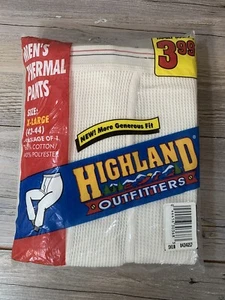 MEN'S
THERMAL
PANTS
SIZE:
X-LARGE
(42-44)
PACKAGE OF 1
COTTON/
POLYESTER
3.99
NEW! More Generous Fit
HIGHLAND
OUTFITTERS